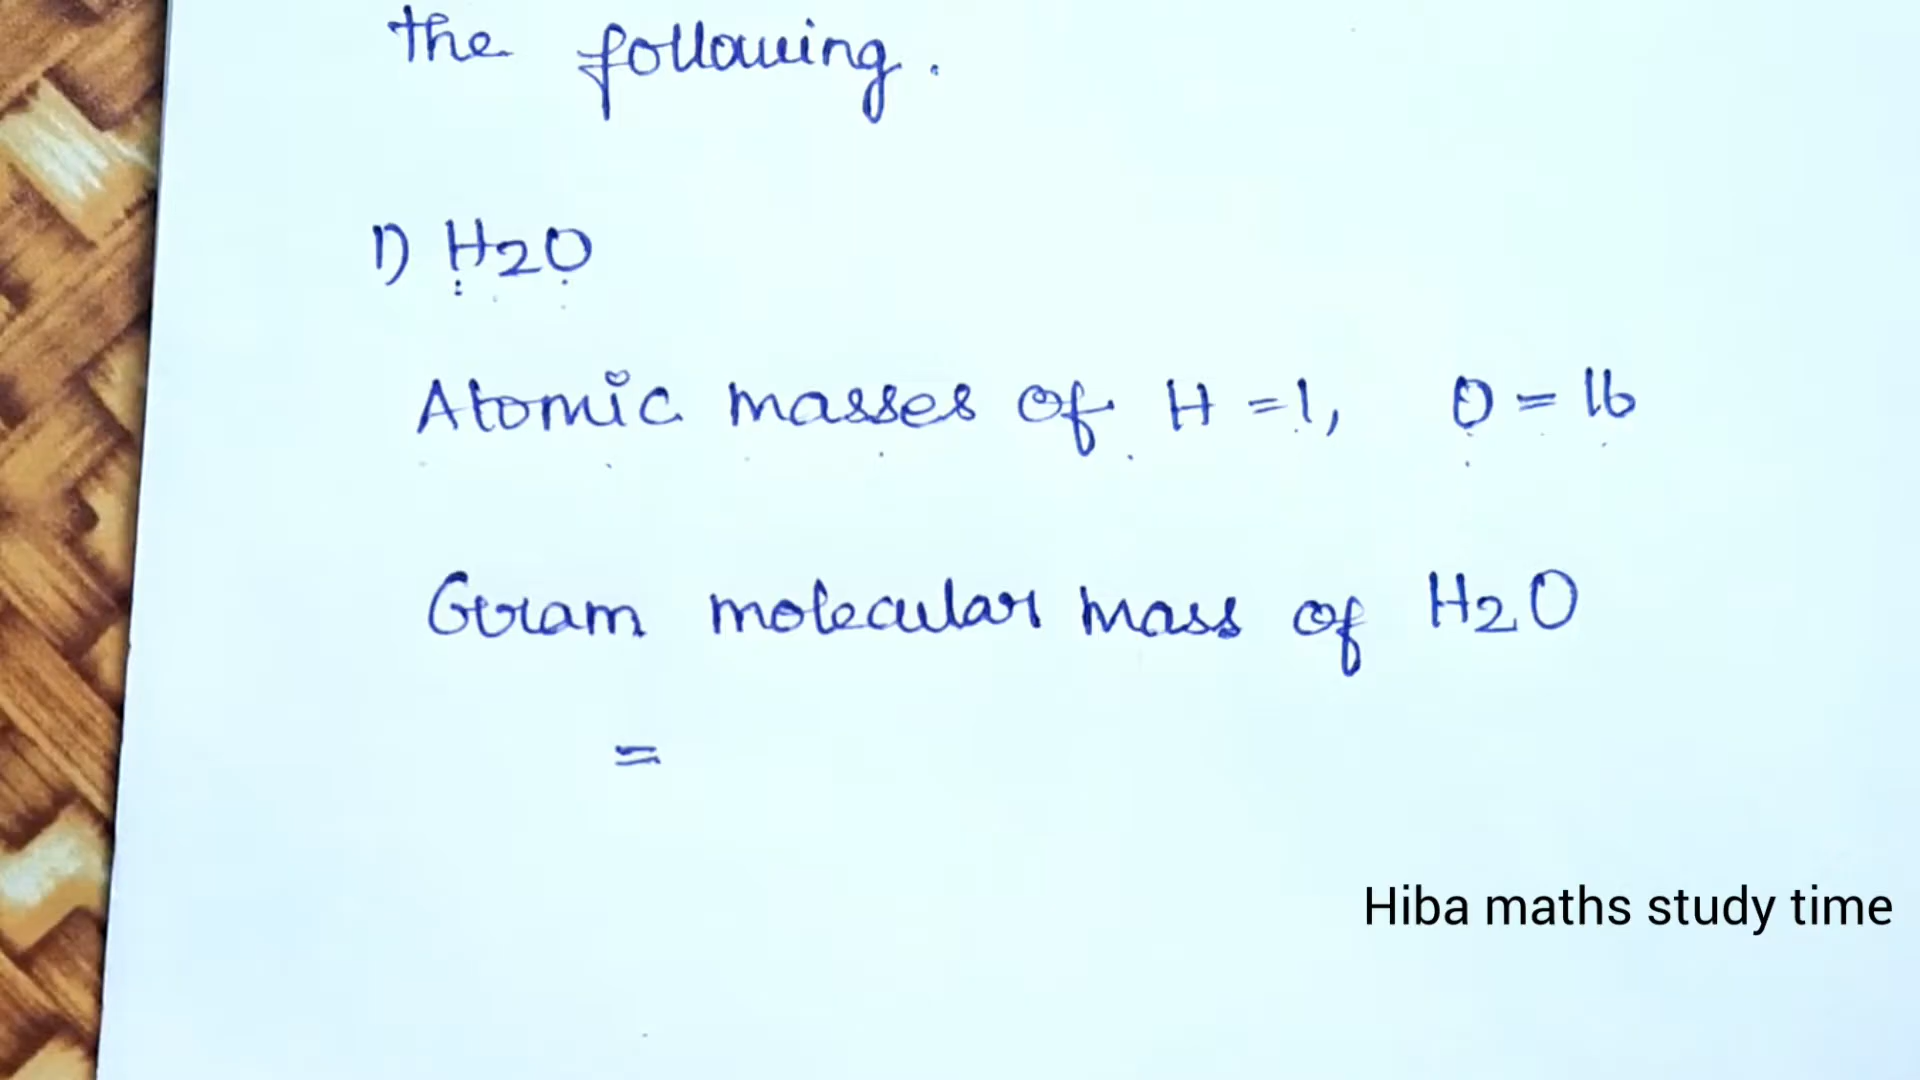 the following.
1) H2O
Atomic masses of H = 1, O = 16
Gram molecular mass of H2O
=
Hiba maths study time